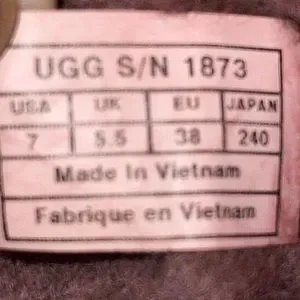 UGG S/N 1873
USA UK EU JAPAN
7 5.5 38 240
Made In Vietnam
Fabrique en Vietnam